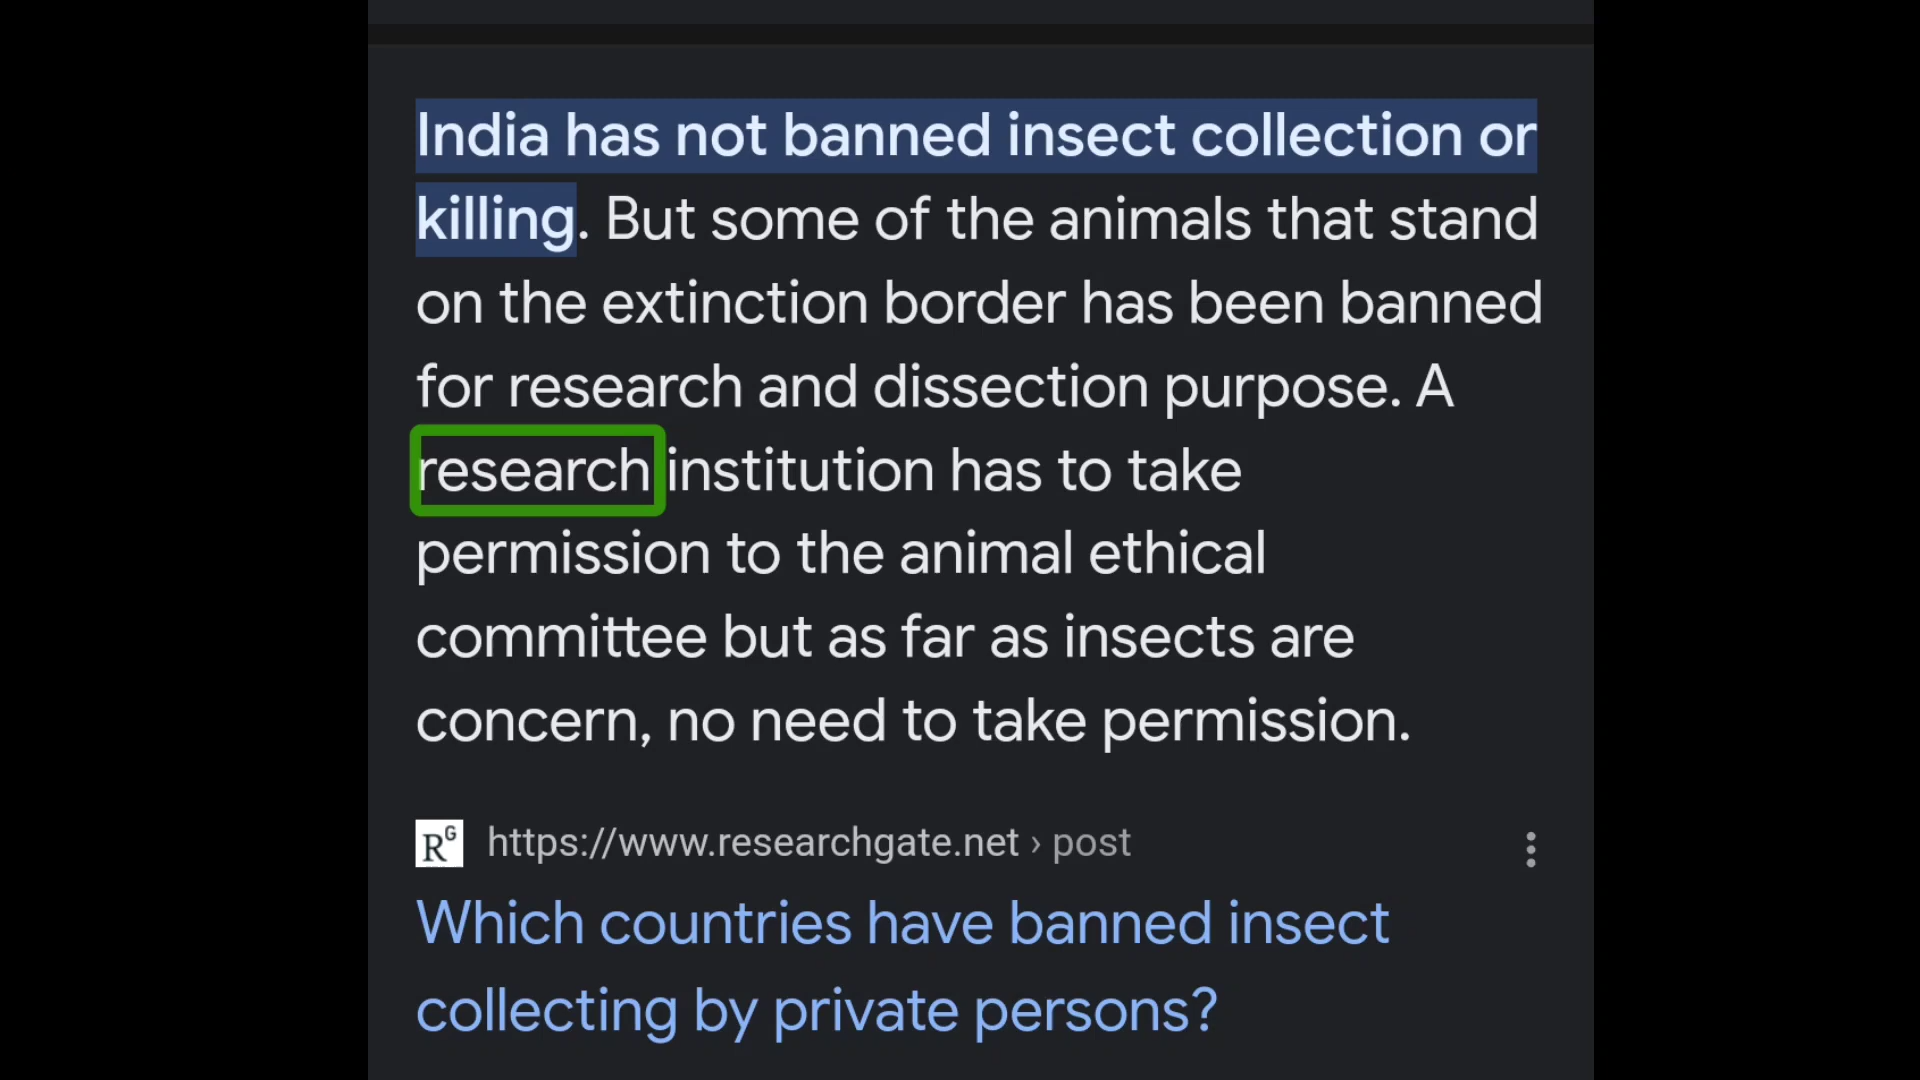 India has not banned insect collection or
killing. But some of the animals that stand
on the extinction border has been banned
for research and dissection purpose. A
research institution has to take
permission to the animal ethical
committee but as far as insects are
concern, no need to take permission.
RG https://www.researchgate.net › post
Which countries have banned insect
collecting by private persons?